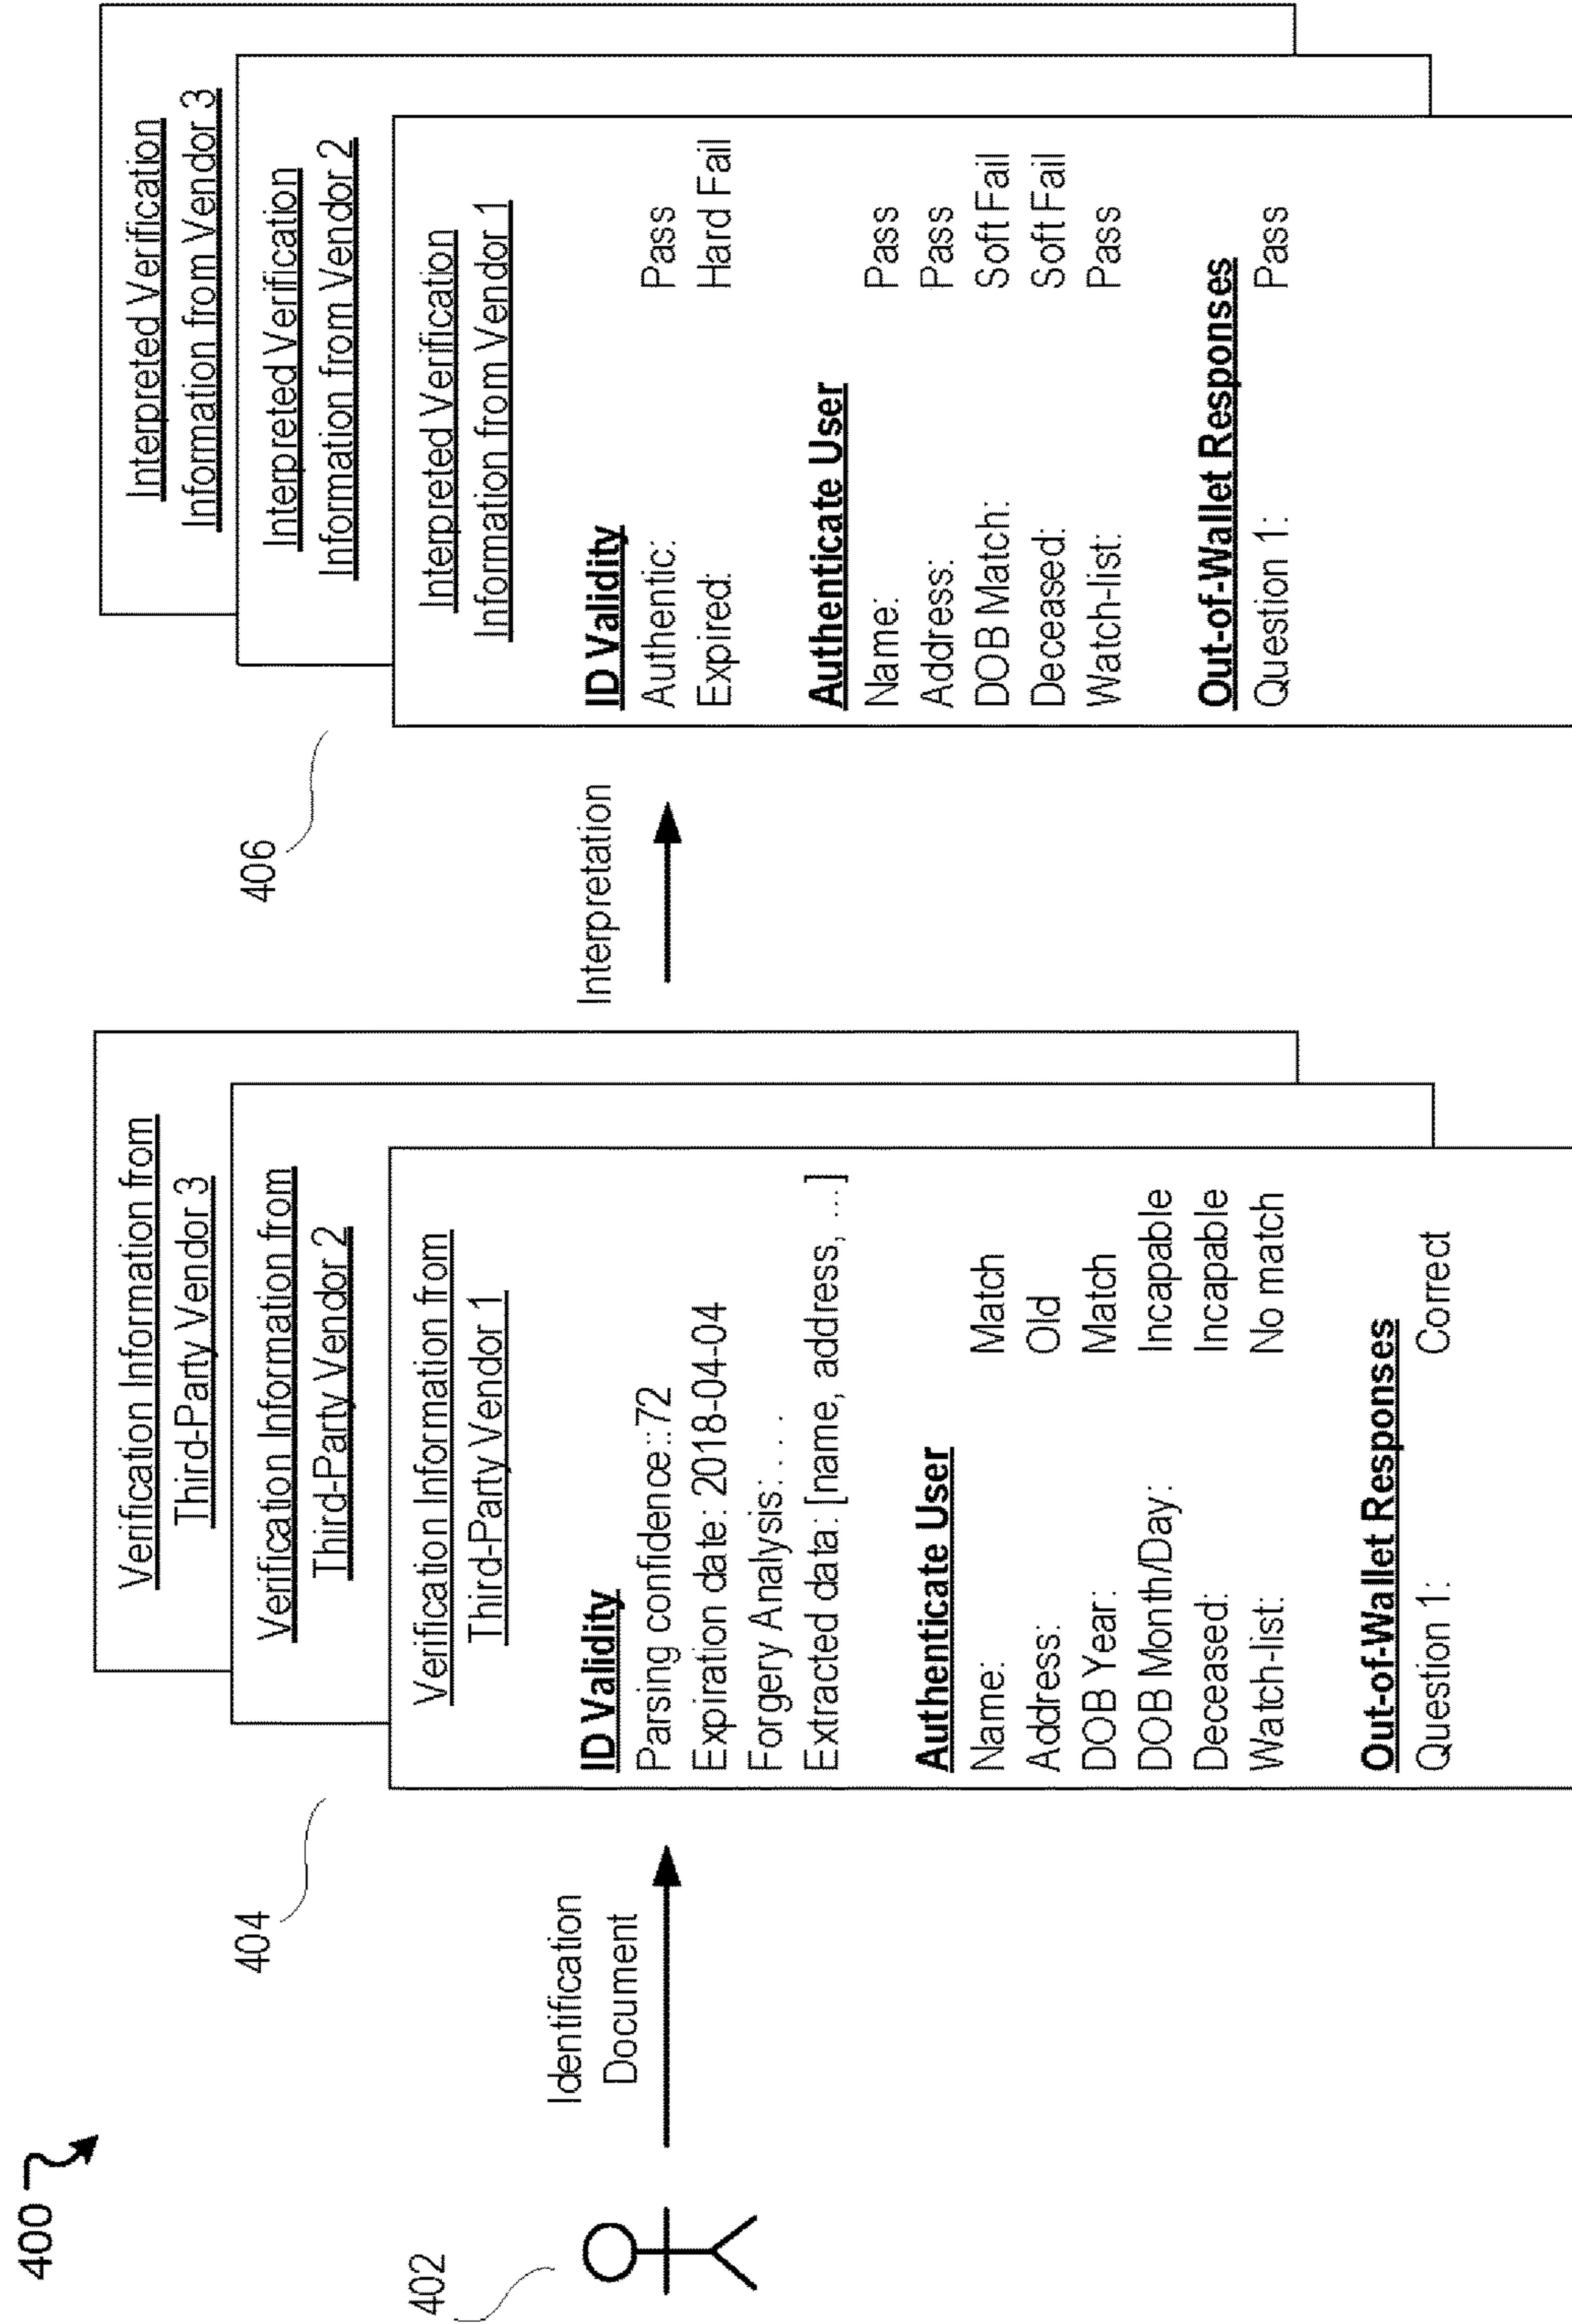 400
402
Identification
Document
404
Verification Information from
Third-Party Vendor 3
Verification Information from
Third-Party Vendor 2
Verification Information from
Third-Party Vendor 1
ID Validity
Parsing confidence::72
Expiration date: 2018-04-04
Forgery Analysis: . . .
Extracted data: [name, address, ...]
Authenticate User
Name: Match
Address: Old
DOB Year: Match
DOB Month/Day: Incapable
Deceased: Incapable
Watch-list: No match
Out-of-Wallet Responses
Question 1: Correct
Interpretation
406
Interpreted Verification
Information from Vendor 3
Interpreted Verification
Information from Vendor 2
Interpreted Verification
Information from Vendor 1
ID Validity
Authentic: Pass
Expired: Hard Fail
Authenticate User
Name: Pass
Address: Pass
DOB Match: Soft Fail
Deceased: Soft Fail
Watch-list: Pass
Out-of-Wallet Responses
Question 1: Pass